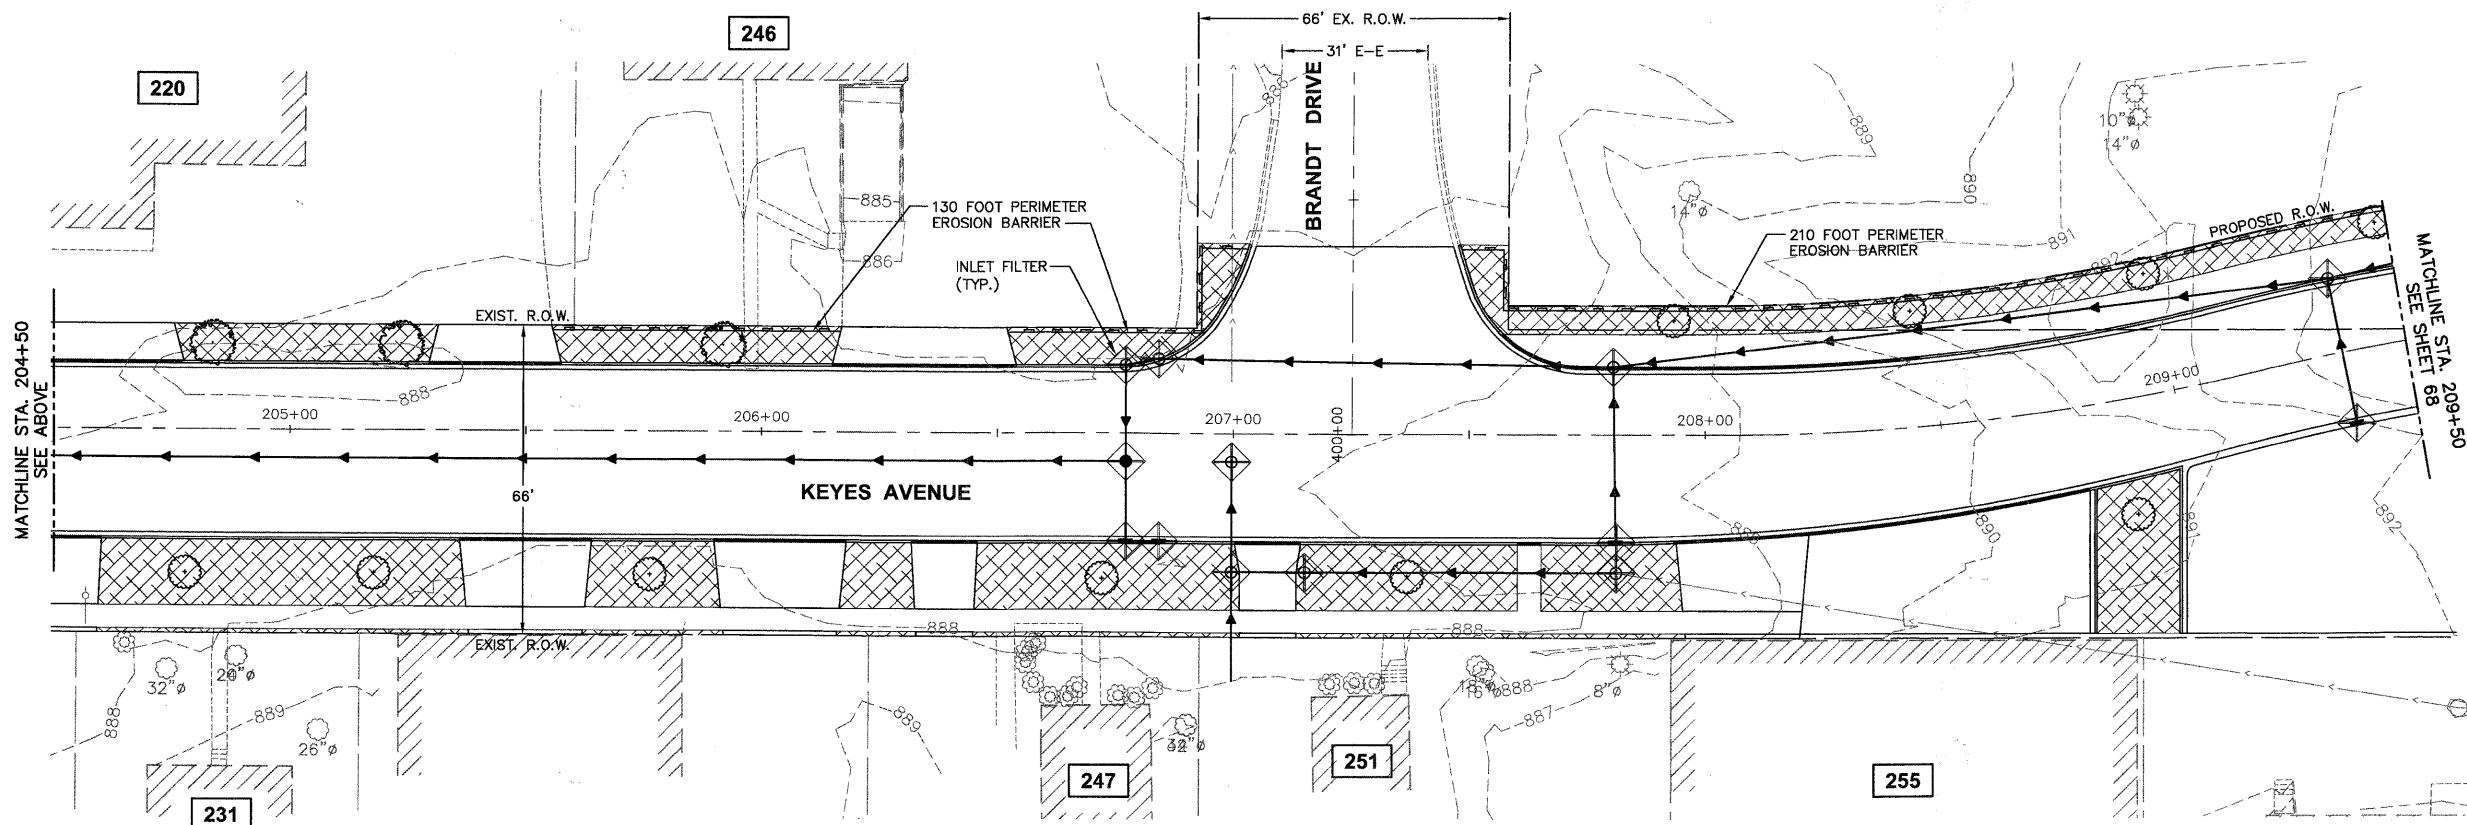 66' EX. R.O.W.
246
31' E-E
220
BRANDT DRIVE
886
889
10"ø
14"ø
885
130 FOOT PERIMETER
EROSION BARRIER
14"ø
890
PROPOSED R.O.W.
210 FOOT PERIMETER
EROSION BARRIER
891
892
886
INLET FILTER
(TYP.)
MATCHLINE STA. 209+50
SEE SHEET 68
EXIST. R.O.W.
MATCHLINE STA. 204+50
SEE ABOVE
888
209+00
205+00
206+00
207+00
400+00
208+00
66'
KEYES AVENUE
890
891
892
888
888
EXIST. R.O.W.
32"ø
888
8"ø
888
889
889
887
26"ø
231
247
251
255